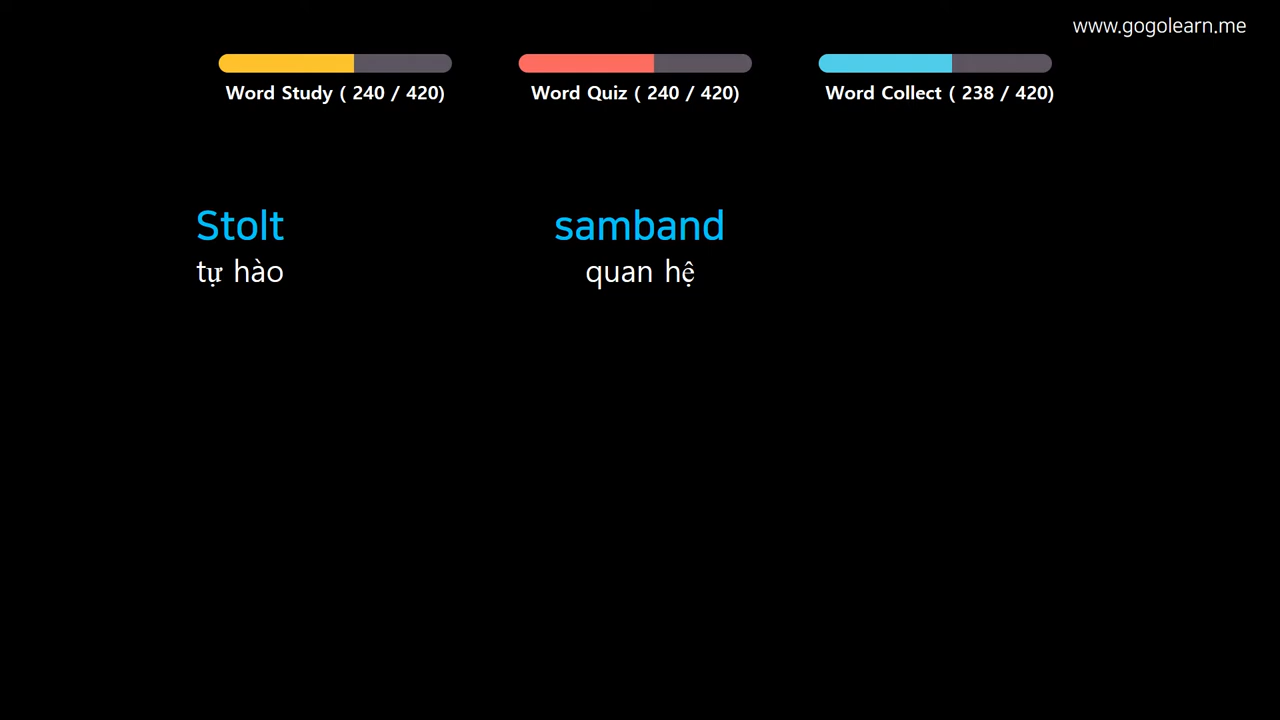 www.gogolearn.me
Word Study ( 240 / 420)
Word Quiz ( 240 / 420)
Word Collect ( 238 / 420)
Stolt
tự hào
samband
quan hệ